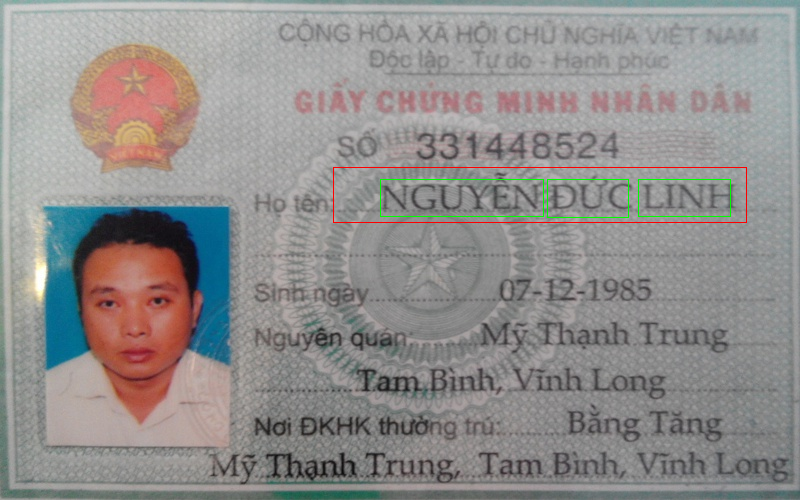 CỘNG HÒA XÃ HỘI CHỦ NGHĨA VIỆT NAM
Độc lập - Tự do - Hạnh phúc
GIẤY CHỨNG MINH NHÂN DÂN
SỐ 331448524
Họ tên: NGUYỄN ĐỨC LINH
Sinh ngày 07-12-1985
Nguyên quán: Mỹ Thạnh Trung
Tam Bình, Vĩnh Long
Nơi ĐKHK thường trú: Bằng Tăng
Mỹ Thạnh Trung, Tam Bình, Vĩnh Long
VIỆT NAM